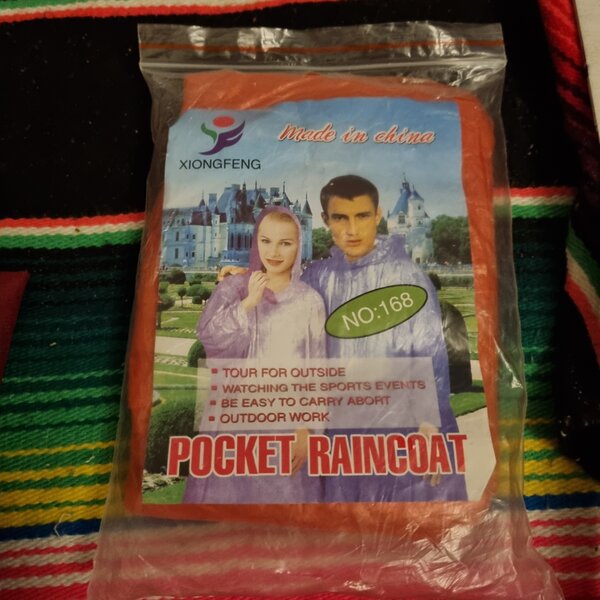 XIONGFENG
Made in china
NO:168
TOUR FOR OUTSIDE
WATCHING THE SPORTS EVENTS
BE EASY TO CARRY ABORT
OUTDOOR WORK
POCKET RAINCOAT